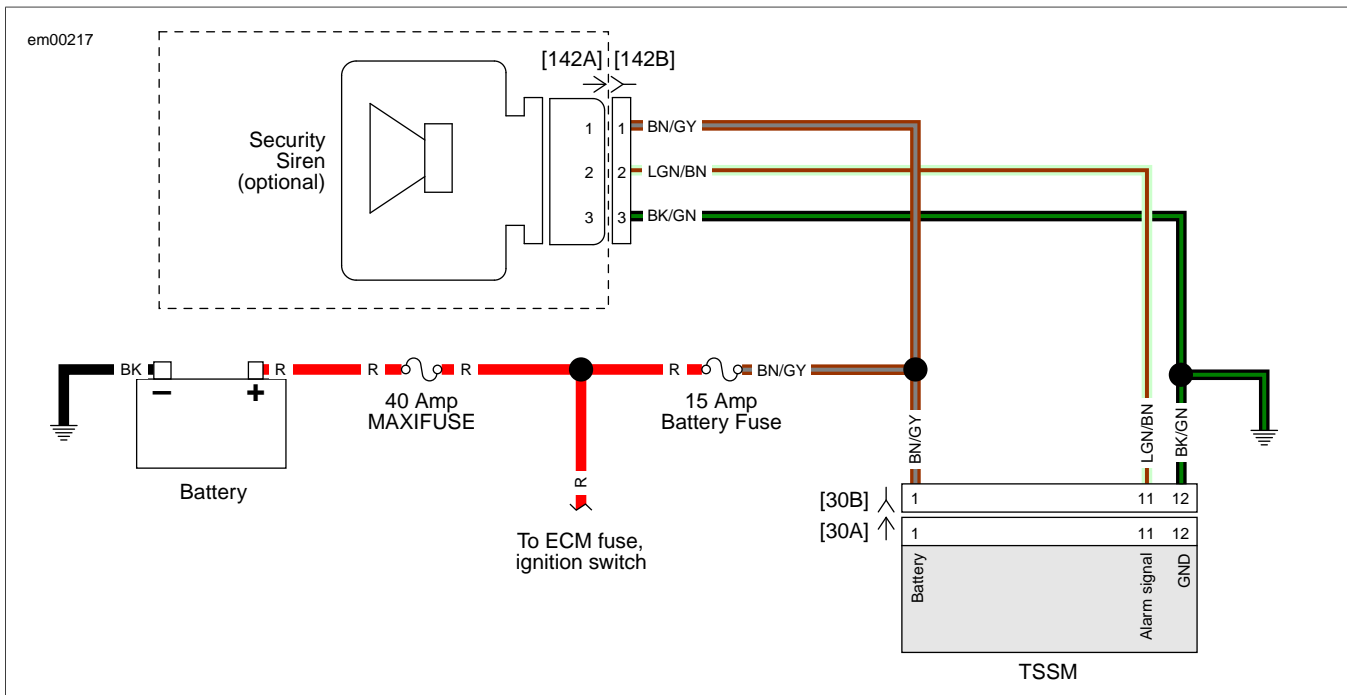 em00217
[142A] [142B]
Security
Siren
(optional)
1 1 BN/GY
2 2 LGN/BN
3 3 BK/GN
BK R R R R BN/GY
− +
40 Amp
MAXIFUSE
15 Amp
Battery Fuse
Battery
R
To ECM fuse,
ignition switch
BN/GY
LGN/BN
BK/GN
[30B] 1 11 12
[30A] 1 11 12
Battery
Alarm signal
GND
TSSM